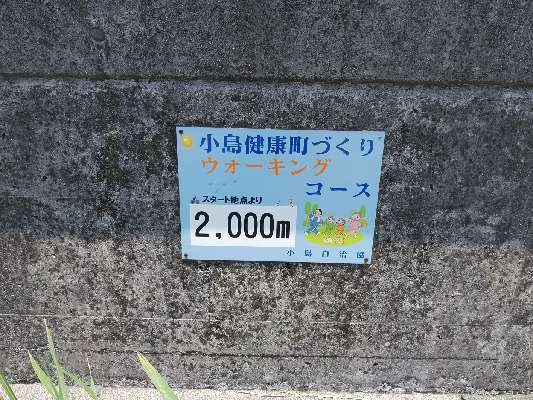 小島健康町づくり
ウォーキング
コース
スタート地点より
2,000m
小島自治協